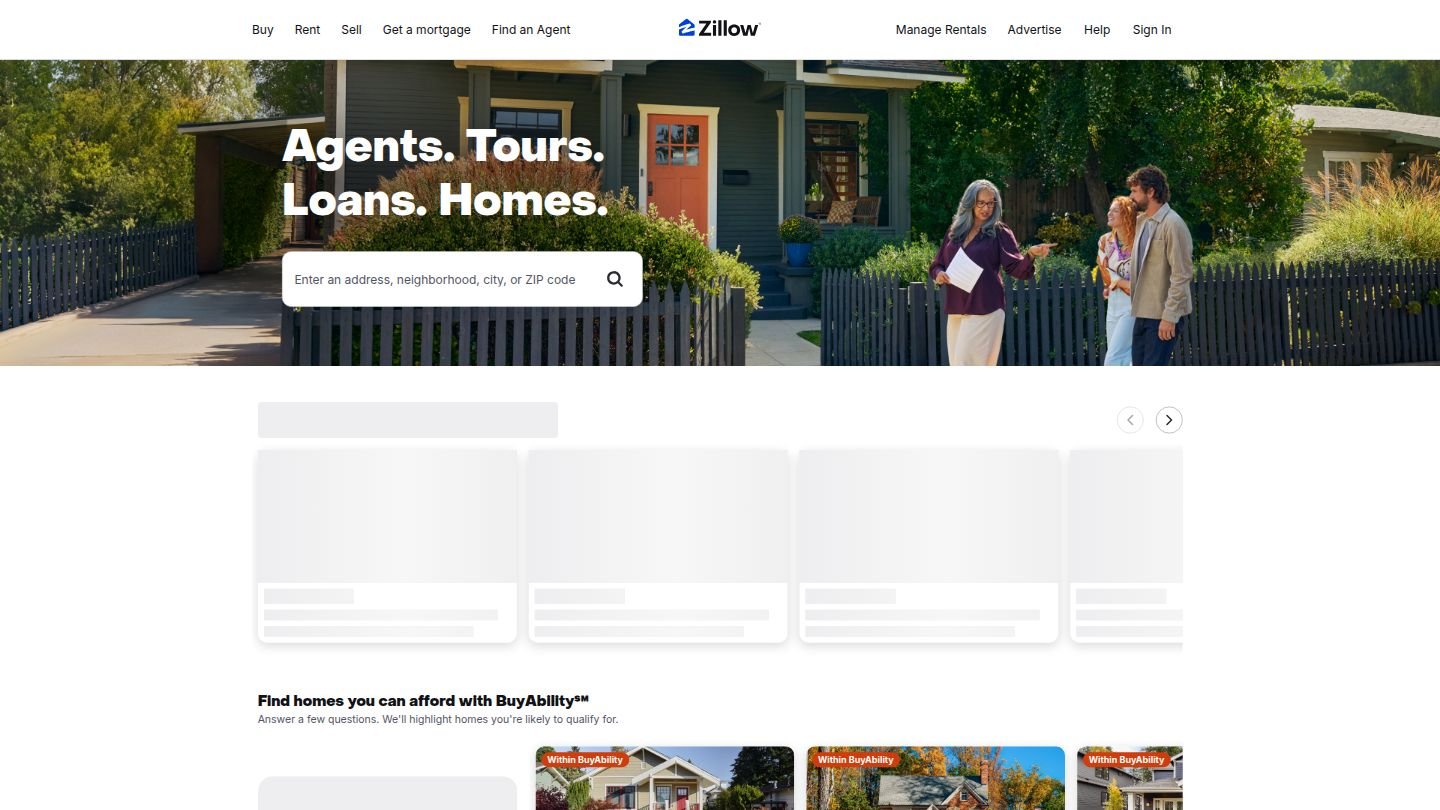 Buy Rent Sell Get a mortgage Find an Agent Zillow Manage Rentals Advertise Help Sign In
Agents. Tours.
Loans. Homes.
Enter an address, neighborhood, city, or ZIP code
Find homes you can afford with BuyAbility℠
Answer a few questions. We'll highlight homes you're likely to qualify for.
Within BuyAbility Within BuyAbility Within BuyAbility